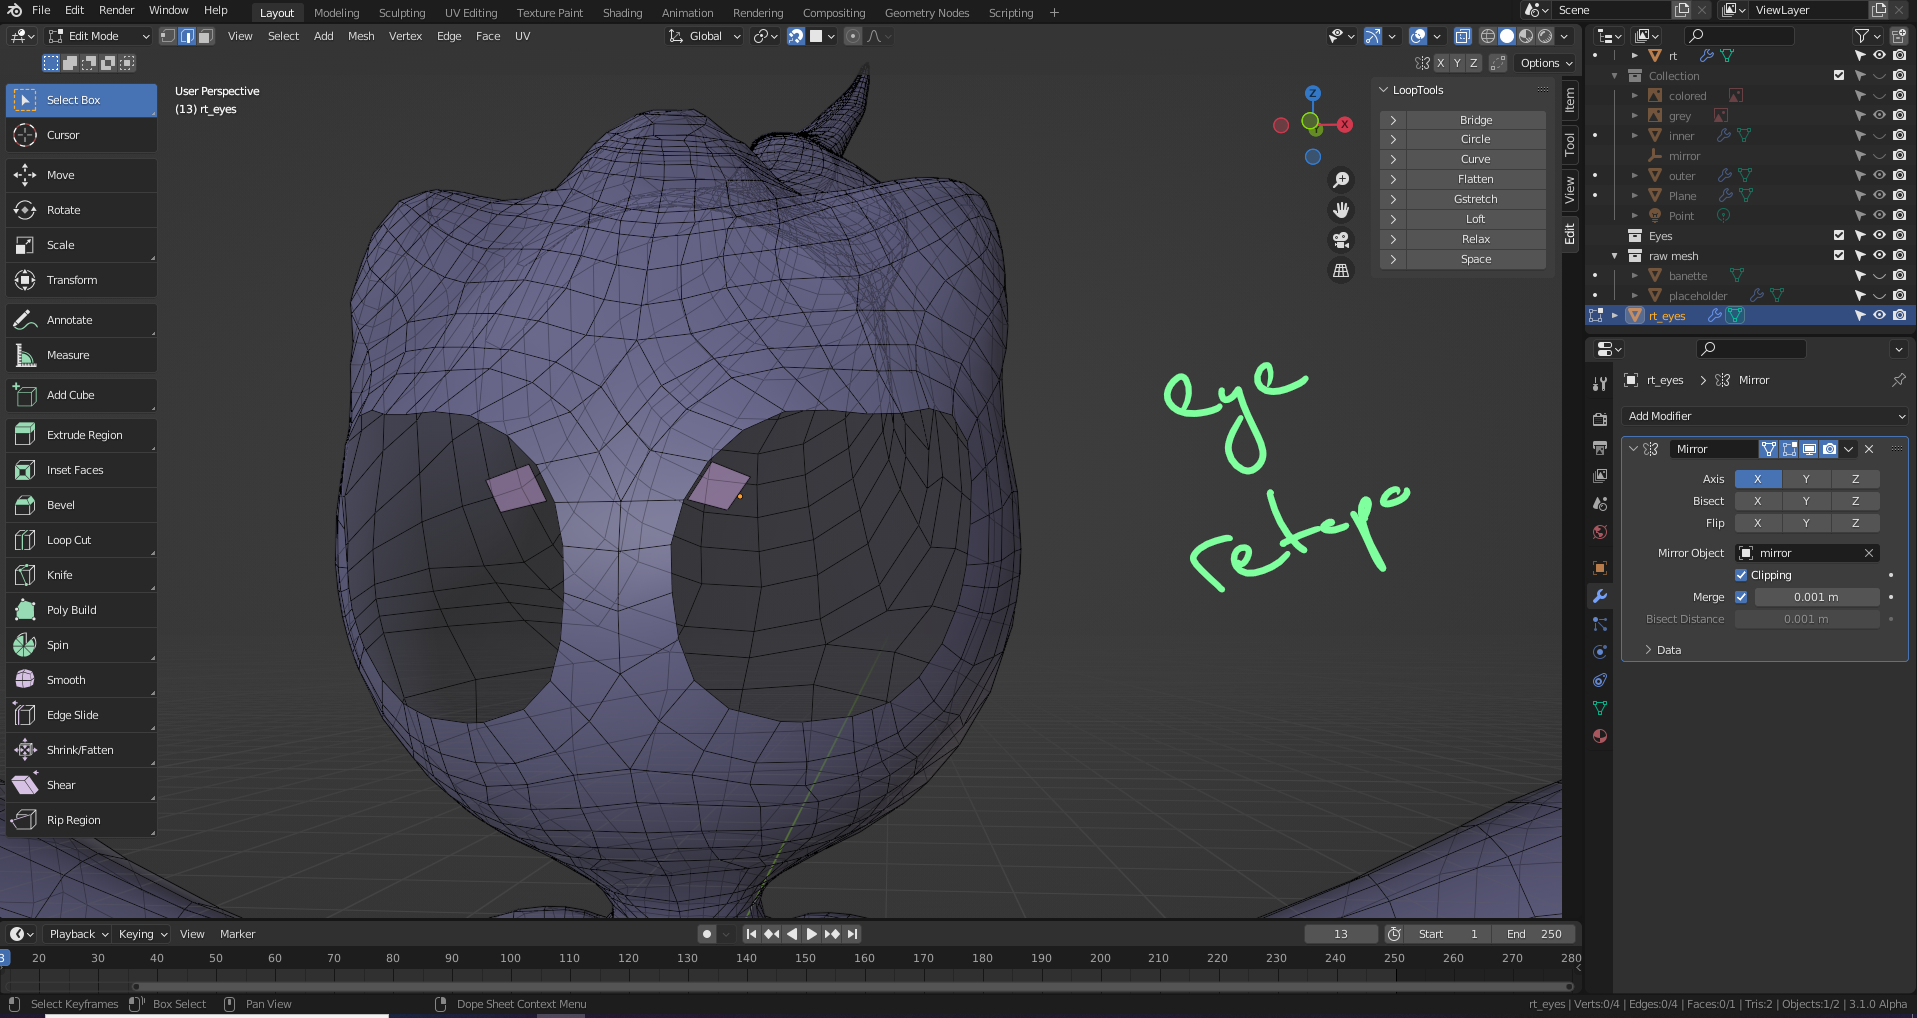 File Edit Render Window Help Layout Modeling Sculpting UV Editing Texture Paint Shading Animation Rendering Compositing Geometry Nodes Scripting + Scene ViewLayer
Edit Mode View Select Add Mesh Vertex Edge Face UV Global
X Y Z Options
User Perspective
(13) rt_eyes
Select Box
Cursor
Move
Rotate
Scale
Transform
Annotate
Measure
Add Cube
Extrude Region
Inset Faces
Bevel
Loop Cut
Knife
Poly Build
Spin
Smooth
Edge Slide
Shrink/Fatten
Shear
Rip Region
Z
X
Y
eye
retopo
LoopTools
Bridge
Circle
Curve
Flatten
Gstretch
Loft
Relax
Space
Item
Tool
View
Edit
rt
Collection
colored
grey
inner
mirror
outer
Plane
Point
Eyes
raw mesh
banette
placeholder
rt_eyes
rt_eyes > Mirror
Add Modifier
Mirror
Axis X Y Z
Bisect X Y Z
Flip X Y Z
Mirror Object mirror
Clipping
Merge 0.001 m
Bisect Distance 0.001 m
Data
Playback Keying View Marker 13 Start 1 End 250
3 20 30 40 50 60 70 80 90 100 110 120 130 140 150 160 170 180 190 200 210 220 230 240 250 260 270 280
Select Keyframes Box Select Pan View Dope Sheet Context Menu rt_eyes | Verts:0/4 | Edges:0/4 | Faces:0/1 | Tris:2 | Objects:1/2 | 3.1.0 Alpha